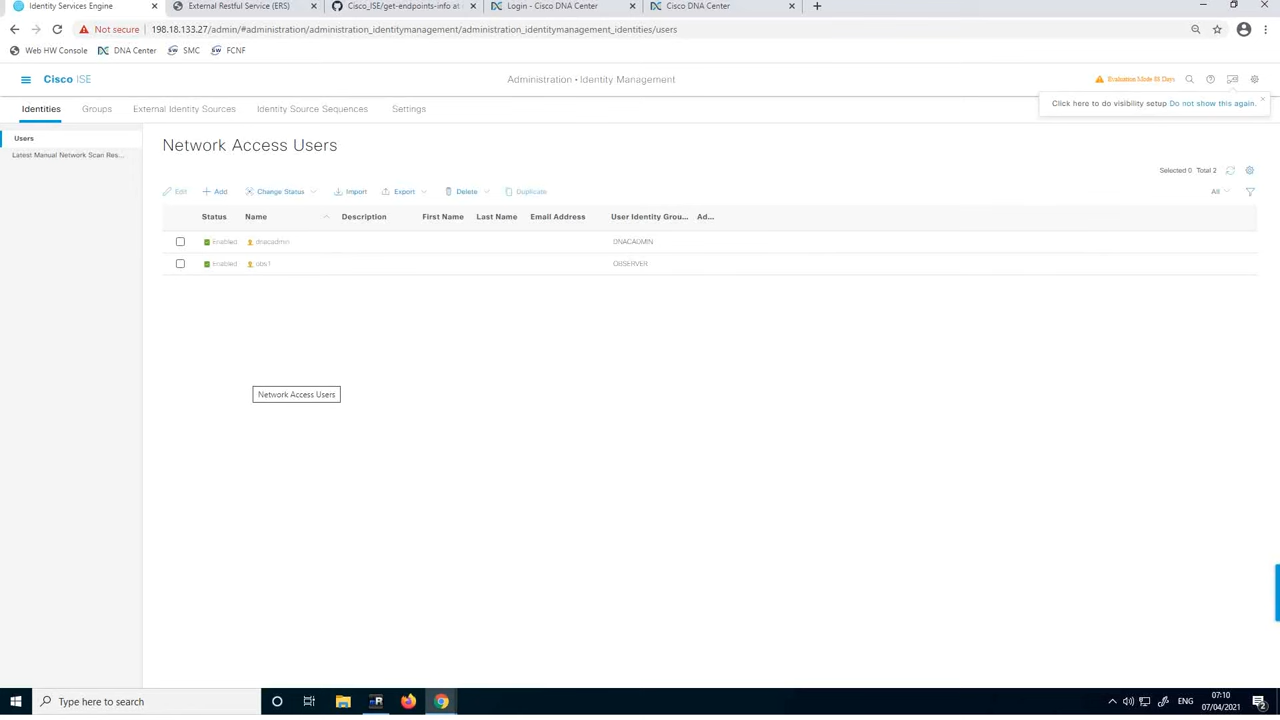 Identity Services Engine
External Restful Service (ERS)
Cisco_ISE/get-endpoints-info at
Login - Cisco DNA Center
Cisco DNA Center
Not secure
198.18.133.27/admin/#administration/administration_identitymanagement/administration_identitymanagement_identities/users
Web HW Console
DNA Center
SMC
FCNF
Cisco ISE
Administration • Identity Management
Evaluation Mode 89 Days
Identities
Groups
External Identity Sources
Identity Source Sequences
Settings
Click here to do visibility setup Do not show this again.
Users
Latest Manual Network Scan Res...
Network Access Users
Selected 0 Total 2
Edit
Add
Change Status
Import
Export
Delete
Duplicate
All
Status
Name
Description
First Name
Last Name
Email Address
User Identity Grou...
Ad...
Enabled
dnacadmin
DNACADMIN
Enabled
obs1
OBSERVER
Network Access Users
Type here to search
R
ENG
07:10
07/04/2021
2